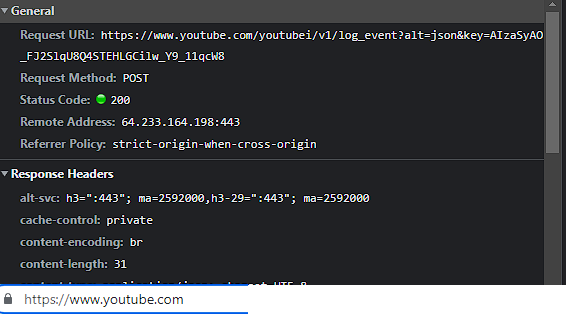 General
Request URL: https://www.youtube.com/youtubei/v1/log_event?alt=json&key=AIzaSyAO
_FJ2SlqU8Q4STEHLGCilw_Y9_11qcW8
Request Method: POST
Status Code: 200
Remote Address: 64.233.164.198:443
Referrer Policy: strict-origin-when-cross-origin
Response Headers
alt-svc: h3=":443"; ma=2592000,h3-29=":443"; ma=2592000
cache-control: private
content-encoding: br
content-length: 31
https://www.youtube.com